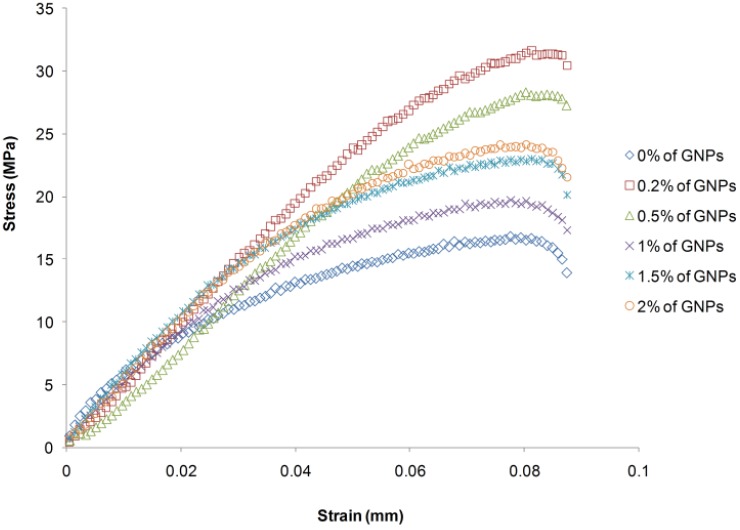 35
30
25
20
15
10
5
0
Stress (MPa)
0
0.02
0.04
0.06
0.08
0.1
Strain (mm)
0% of GNPs
0.2% of GNPs
0.5% of GNPs
1% of GNPs
1.5% of GNPs
2% of GNPs